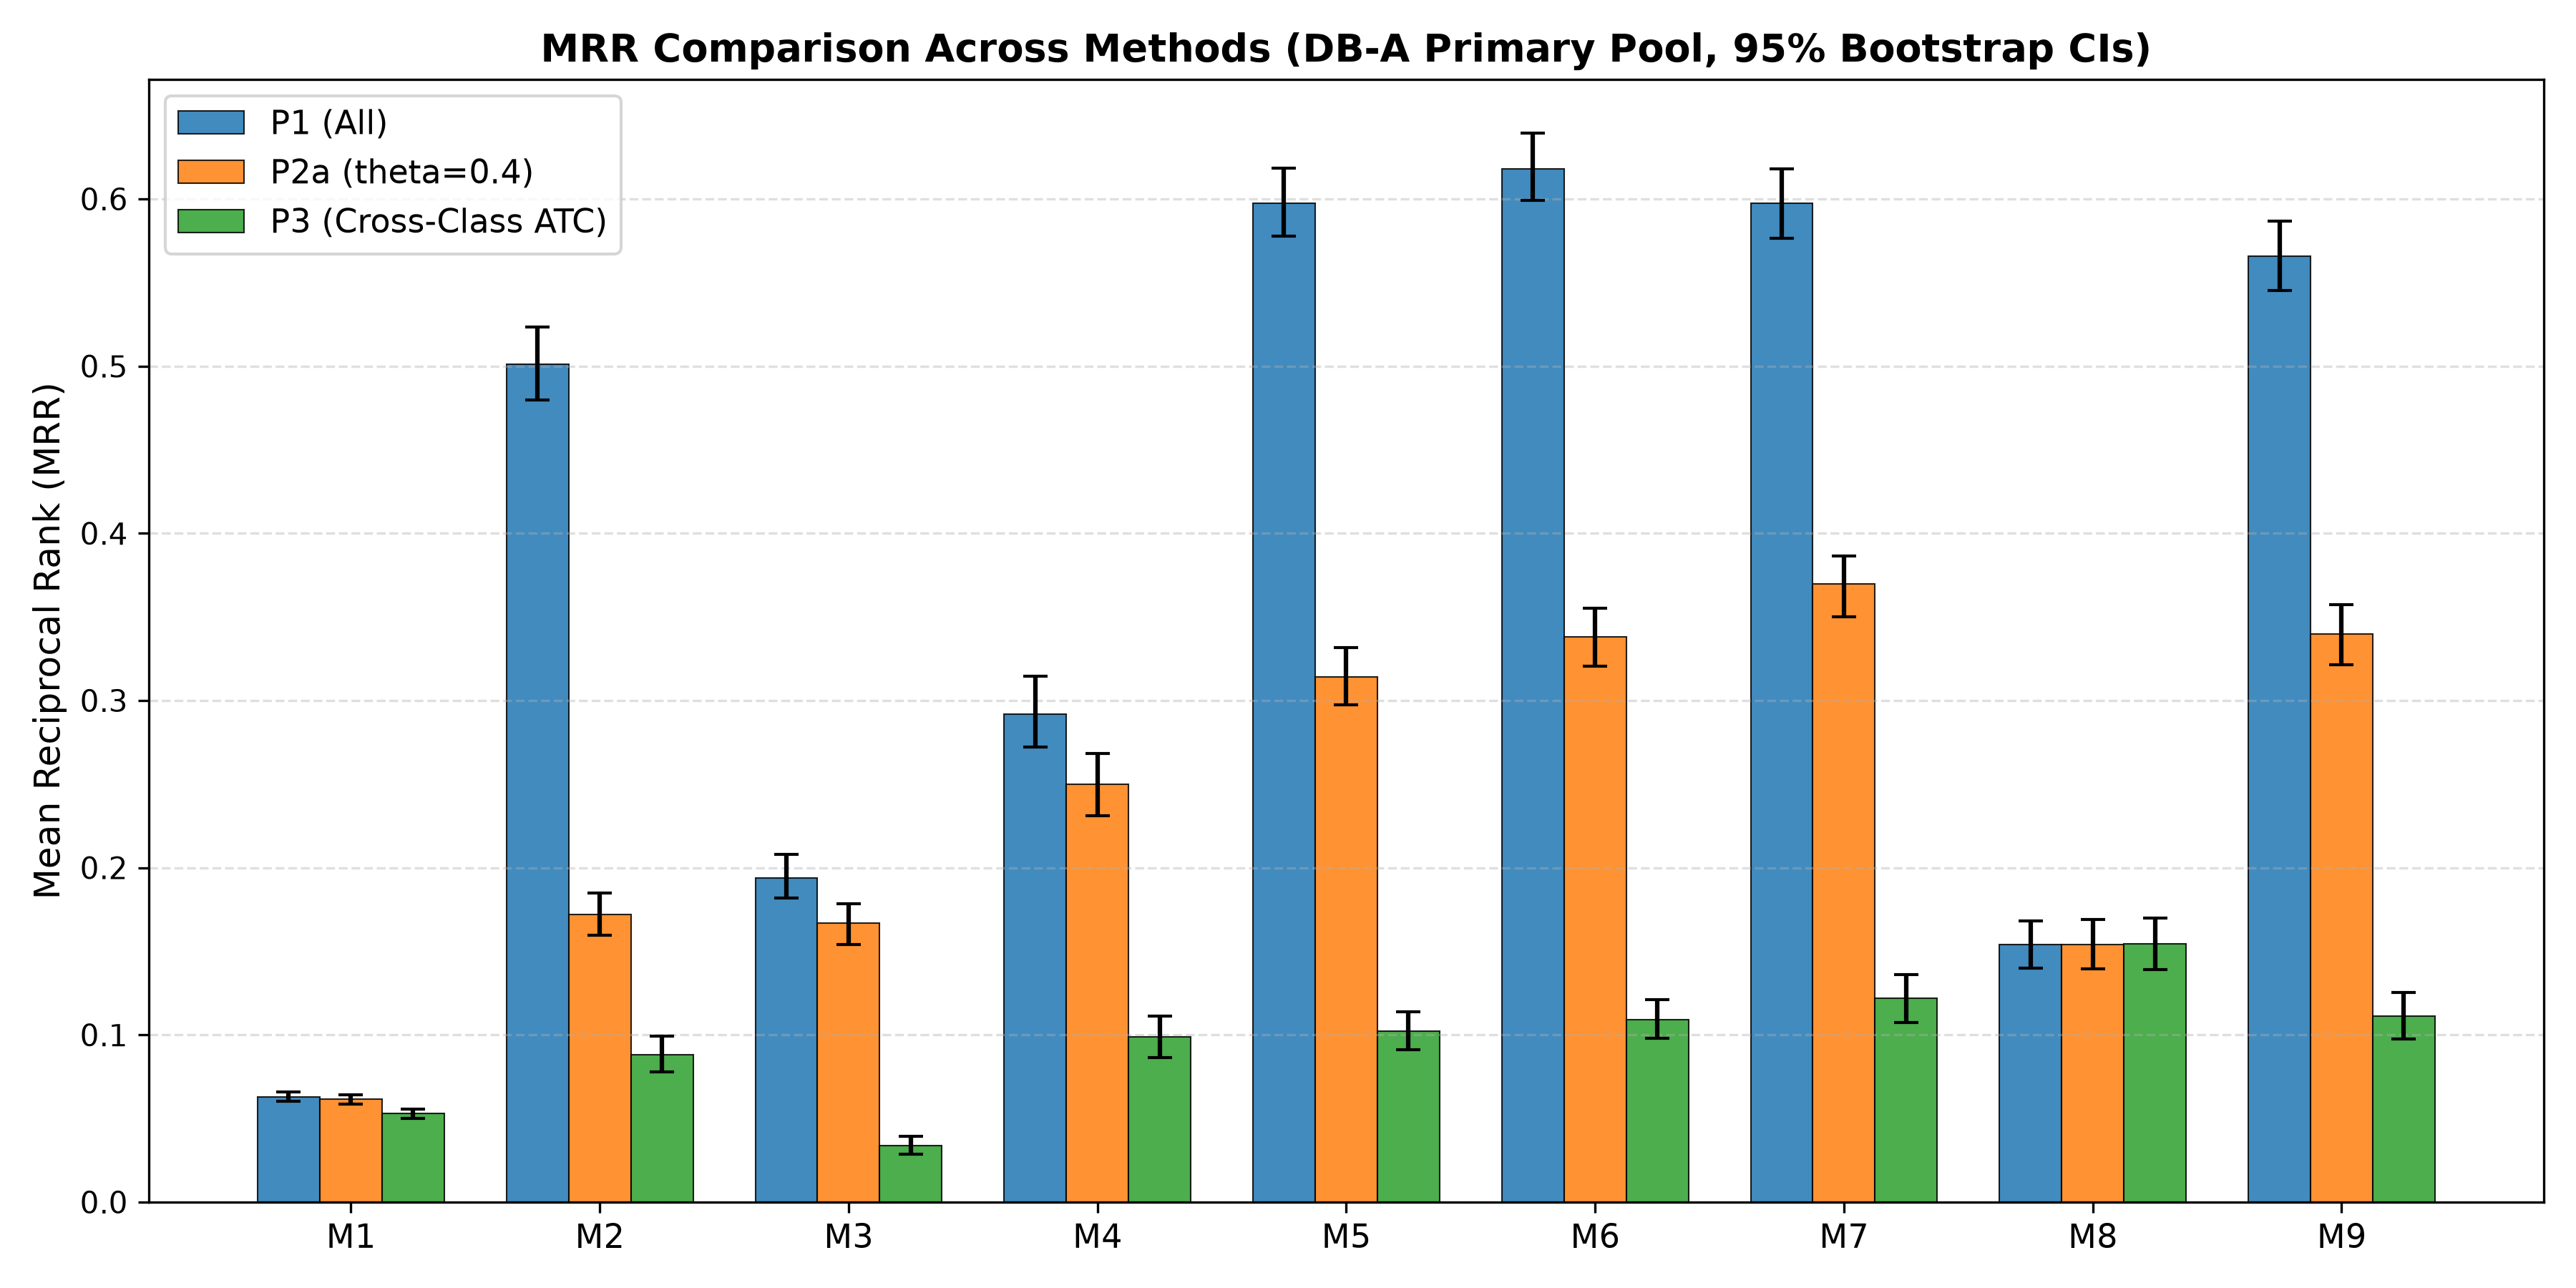 MRR Comparison Across Methods (DB-A Primary Pool, 95% Bootstrap CIs)
P1 (All)
P2a (theta=0.4)
P3 (Cross-Class ATC)
Mean Reciprocal Rank (MRR)
0.6
0.5
0.4
0.3
0.2
0.1
0.0
M1 M2 M3 M4 M5 M6 M7 M8 M9